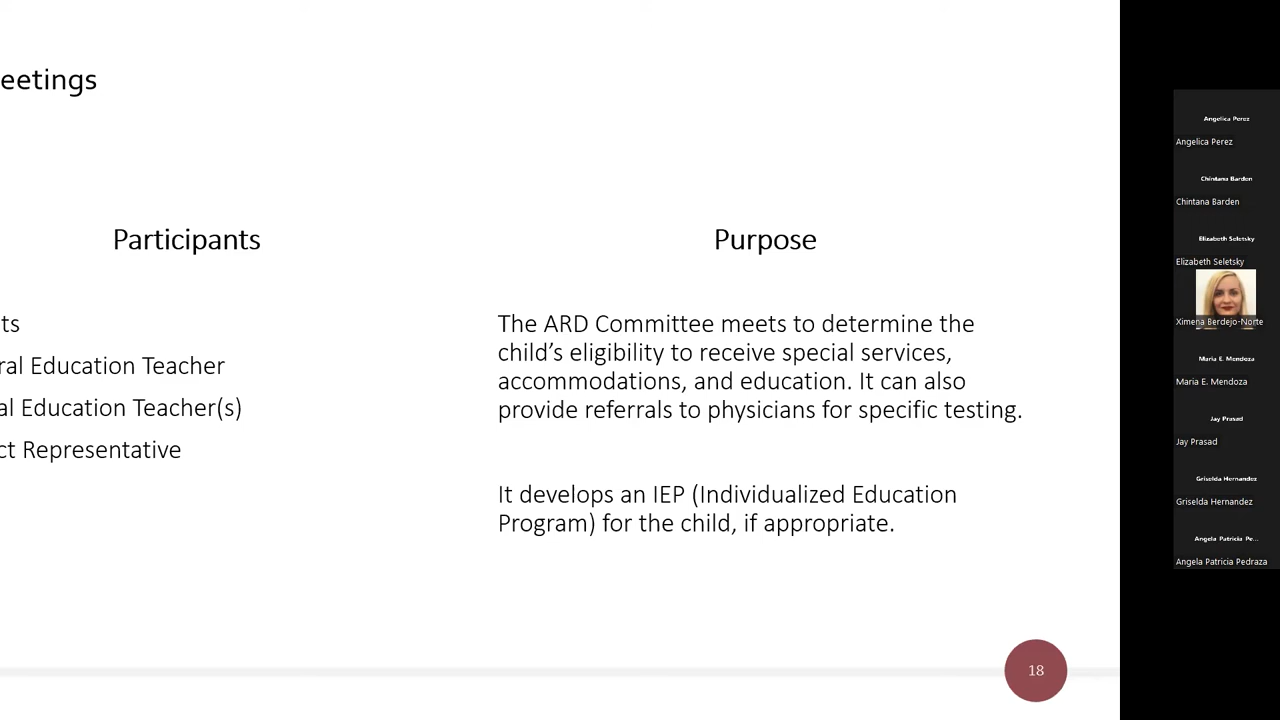 eetings
Participants
Purpose
ts
ral Education Teacher
al Education Teacher(s)
ct Representative
The ARD Committee meets to determine the
child’s eligibility to receive special services,
accommodations, and education. It can also
provide referrals to physicians for specific testing.
It develops an IEP (Individualized Education
Program) for the child, if appropriate.
18
Angelica Perez
Angelica Perez
Chintana Barden
Chintana Barden
Elizabeth Seletsky
Elizabeth Seletsky
Ximena Berdejo-Norte
Maria E. Mendoza
Maria E. Mendoza
Jay Prasad
Jay Prasad
Griselda Hernandez
Griselda Hernandez
Angela Patricia Pe...
Angela Patricia Pedraza